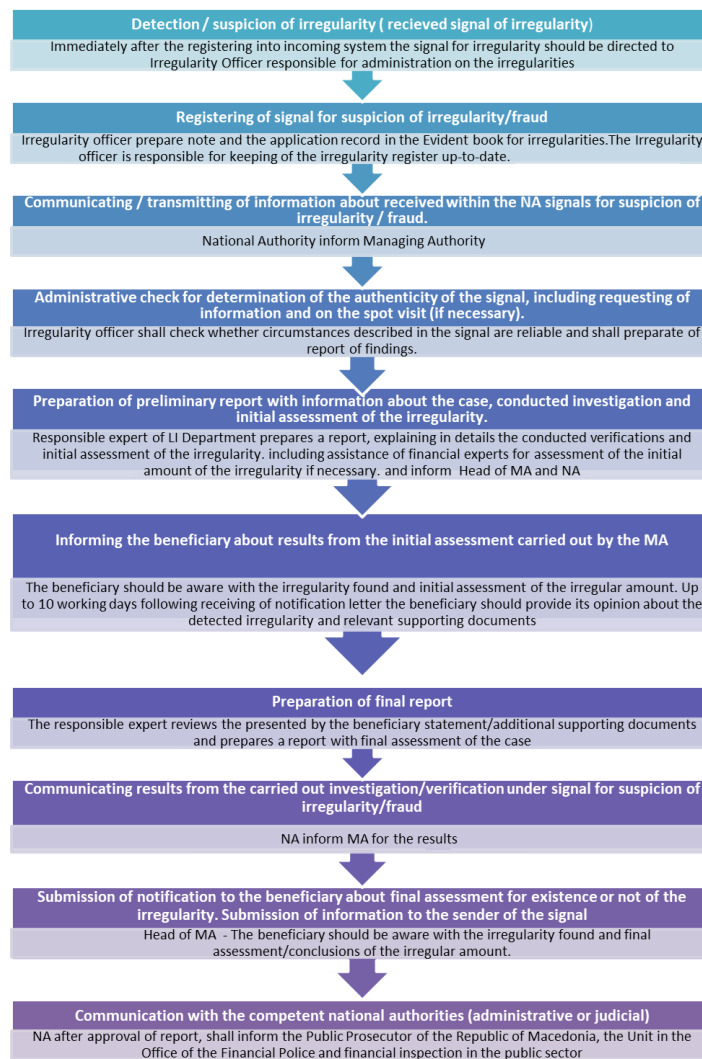 Detection / suspicion of irregularity ( recieved signal of irregularity)
Immediately after the registering into incoming system the signal for irregularity should be directed to
Irregularity Officer responsible for administration on the irregularities
Registering of signal for suspicion of irregularity/fraud
Irregularity officer prepare note and the application record in the Evident book for irregularities.The Irregularity
officer is responsible for keeping of the irregularity register up-to-date.
Communicating / transmitting of information about received within the NA signals for suspicion of
irregularity / fraud.
National Authority inform Managing Authority
Administrative check for determination of the authenticity of the signal, including requesting of
information and on the spot visit (if necessary).
Irregularity officer shall check whether circumstances described in the signal are reliable and shall preparate of
report of findings.
Preparation of preliminary report with information about the case, conducted investigation and
initial assessment of the irregularity.
Responsible expert of LI Department prepares a report, explaining in details the conducted verifications and
initial assessment of the irregularity. including assistance of financial experts for assessment of the initial
amount of the irregularity if necessary. and inform Head of MA and NA
Informing the beneficiary about results from the initial assessment carried out by the MA
The beneficiary should be aware with the irregularity found and initial assessment of the irregular amount. Up
to 10 working days following receiving of notification letter the beneficiary should provide its opinion about the
detected irregularity and relevant supporting documents
Preparation of final report
The responsible expert reviews the presented by the beneficiary statement/additional supporting documents
and prepares a report with final assessment of the case
Communicating results from the carried out investigation/verification under signal for suspicion of
irregularity/fraud
NA inform MA for the results
Submission of notification to the beneficiary about final assessment for existence or not of the
irregularity. Submission of information to the sender of the signal
Head of MA - The beneficiary should be aware with the irregularity found and final
assessment/conclusions of the irregular amount.
Communication with the competent national authorities (administrative or judicial)
NA after approval of report, shall inform the Public Prosecutor of the Republic of Macedonia, the Unit in the
Office of the Financial Police and financial inspection in the public sector